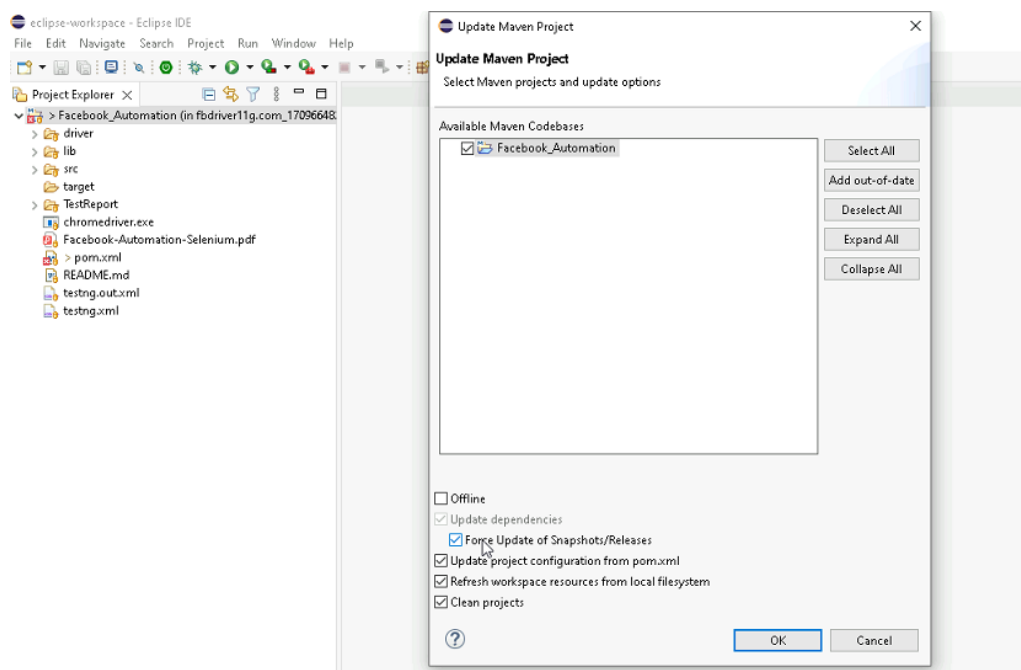 eclipse-workspace - Eclipse IDE
File Edit Navigate Search Project Run Window Help
Project Explorer
> Facebook_Automation (in fbdriver11g.com_17096648
driver
lib
src
target
TestReport
chromedriver.exe
Facebook-Automation-Selenium.pdf
> pom.xml
README.md
testng.out.xml
testng.xml
Update Maven Project
Update Maven Project
Select Maven projects and update options
Available Maven Codebases
Facebook_Automation
Select All
Add out-of-date
Deselect All
Expand All
Collapse All
Offline
Update dependencies
Force Update of Snapshots/Releases
Update project configuration from pom.xml
Refresh workspace resources from local filesystem
Clean projects
OK
Cancel